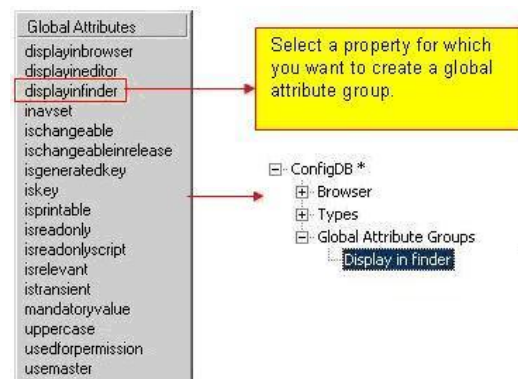 Global Attributes
displayinbrowser
displayineditor
displayinfinder
inavset
ischangeable
ischangeableinrelease
isgeneratedkey
iskey
isprintable
isreadonly
isreadonlyscript
isrelevant
istransient
mandatoryvalue
uppercase
usedforpermission
usemaster
Select a property for which
you want to create a global
attribute group.
ConfigDB *
Browser
Types
Global Attribute Groups
Display in finder